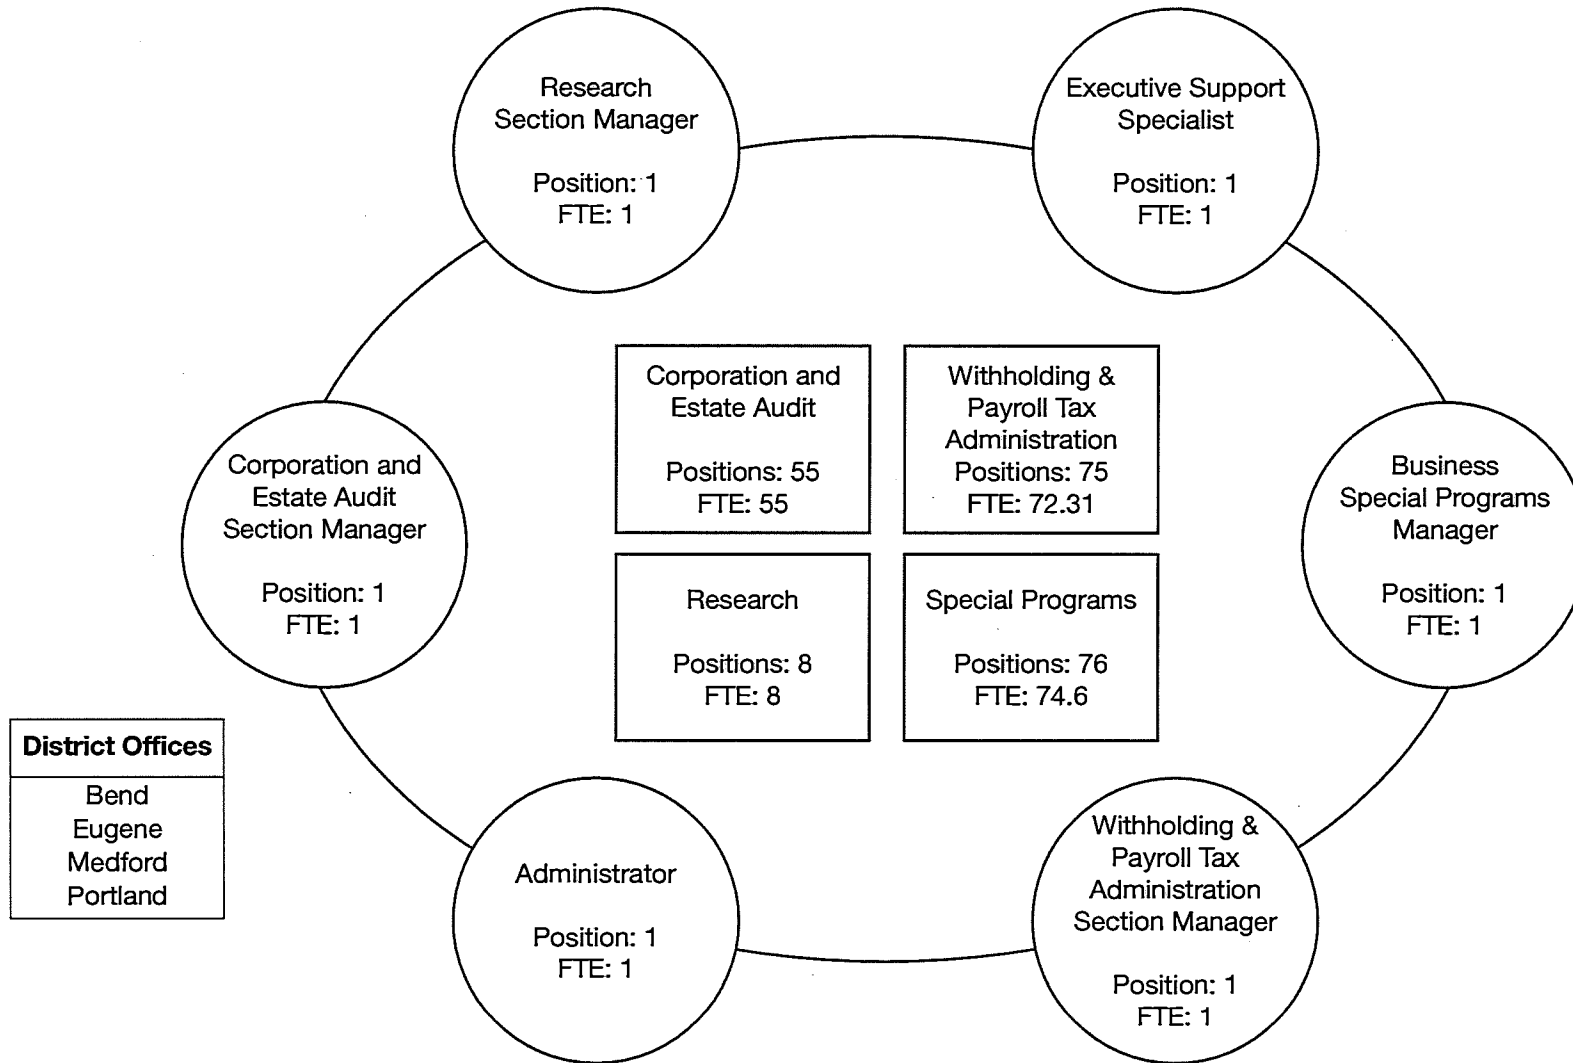 Research
Section Manager
Position: 1
FTE: 1
Executive Support
Specialist
Position: 1
FTE: 1
Corporation and
Estate Audit
Section Manager
Position: 1
FTE: 1
Corporation and
Estate Audit
Positions: 55
FTE: 55
Withholding &
Payroll Tax
Administration
Positions: 75
FTE: 72.31
Business
Special Programs
Manager
Position: 1
FTE: 1
Research
Positions: 8
FTE: 8
Special Programs
Positions: 76
FTE: 74.6
District Offices
Bend
Eugene
Medford
Portland
Administrator
Position: 1
FTE: 1
Withholding &
Payroll Tax
Administration
Section Manager
Position: 1
FTE: 1